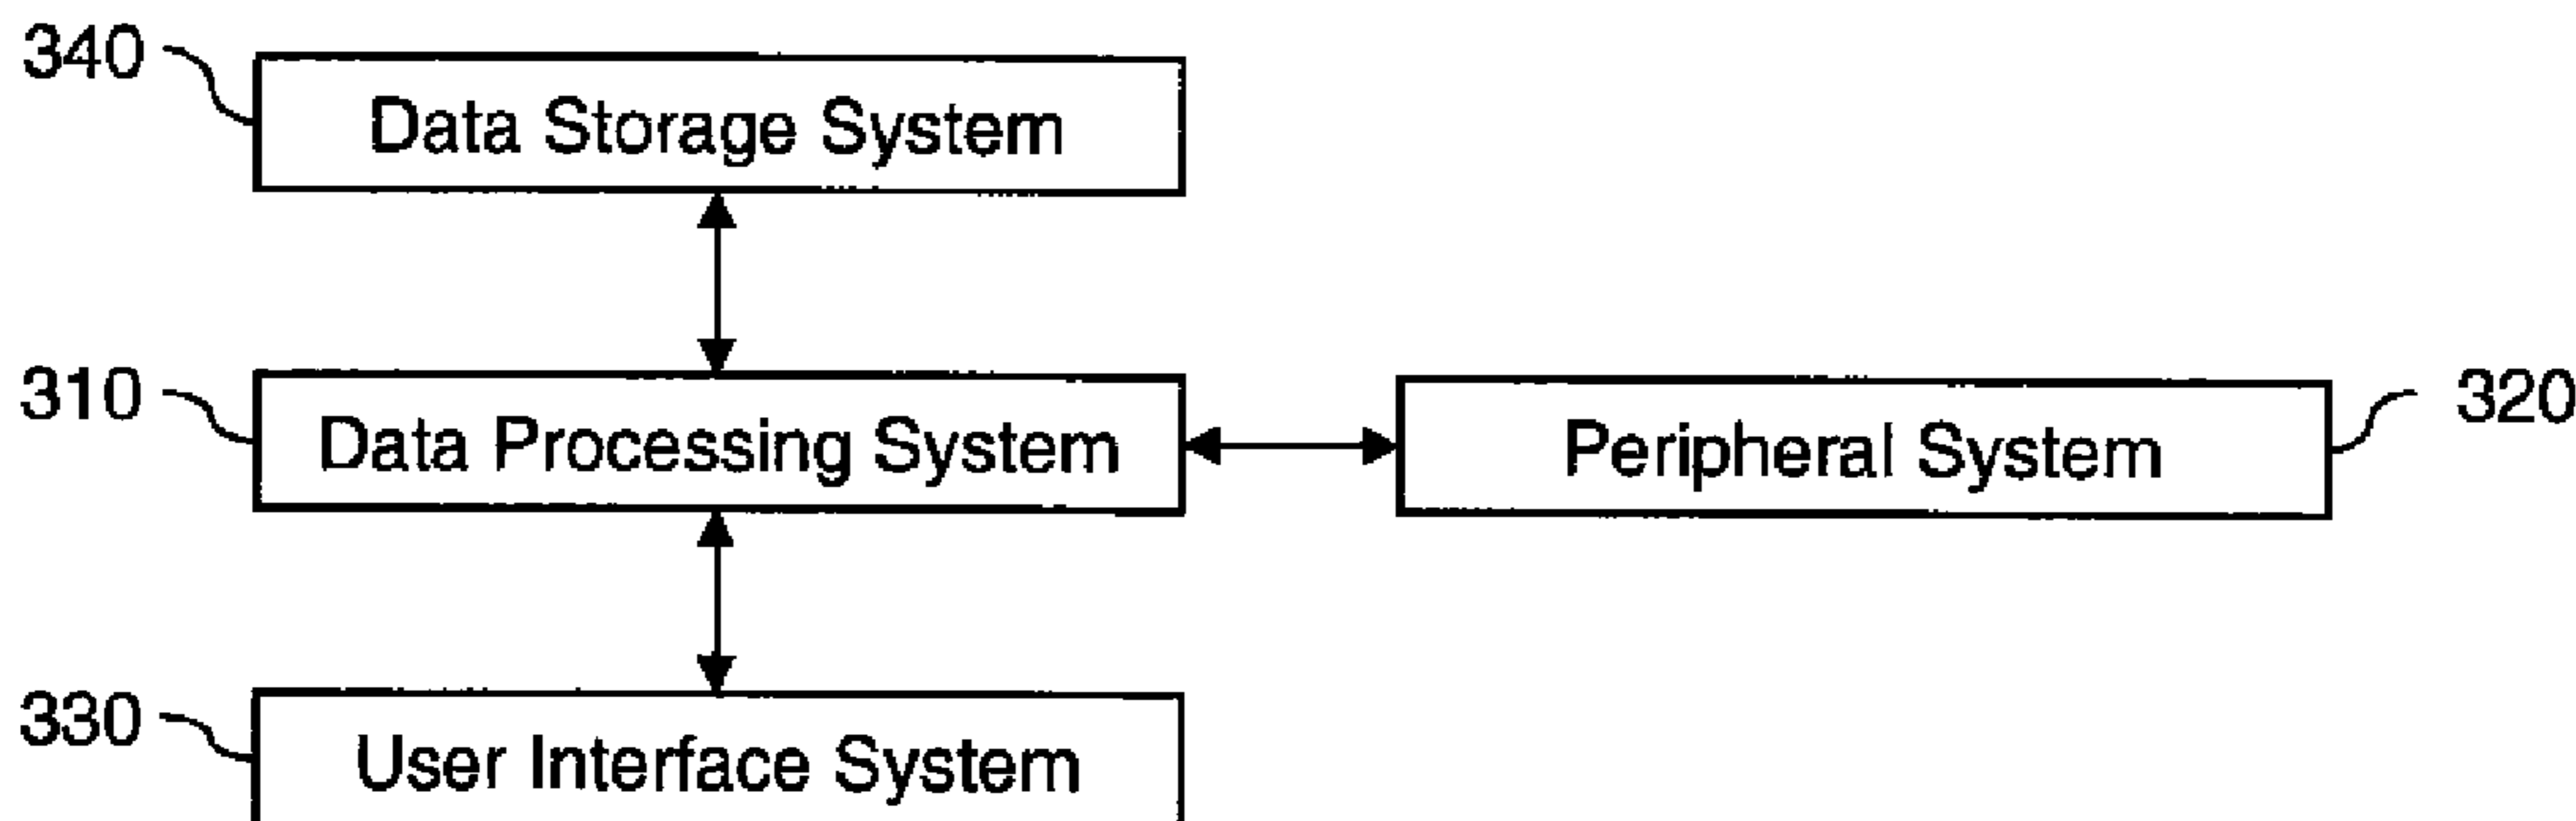 340 Data Storage System
310 Data Processing System Peripheral System 320
330 User Interface System